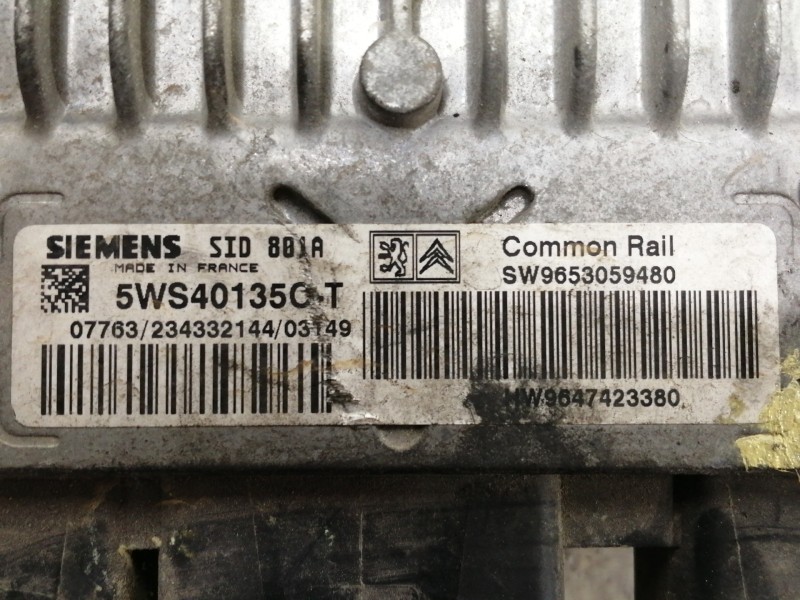 SIEMENS SID 801A
MADE IN FRANCE
5WS40135C-T
07763/234332144/03149
Common Rail
SW9653059480
HW9647423380